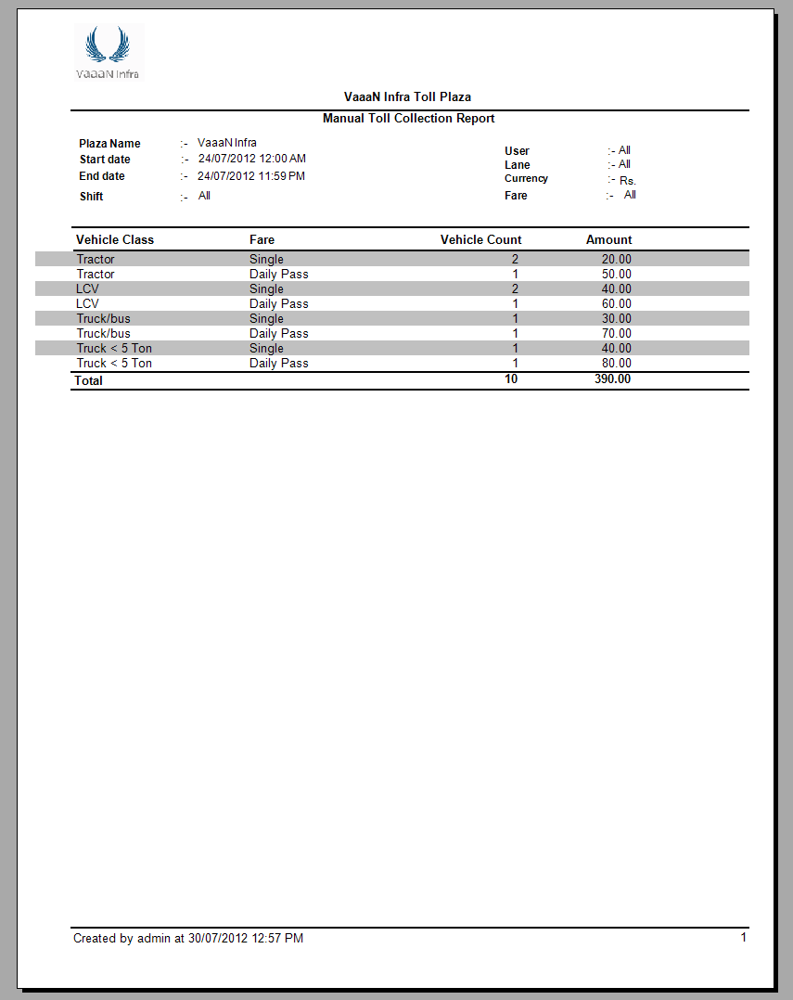 VaaaN Infra
VaaaN Infra Toll Plaza
Manual Toll Collection Report
Plaza Name :- VaaaN Infra
Start date :- 24/07/2012 12:00 AM
End date :- 24/07/2012 11:59 PM
Shift :- All
User :- All
Lane :- All
Currency :- Rs.
Fare :- All
Vehicle Class Fare Vehicle Count Amount
Tractor Single 2 20.00
Tractor Daily Pass 1 50.00
LCV Single 2 40.00
LCV Daily Pass 1 60.00
Truck/bus Single 1 30.00
Truck/bus Daily Pass 1 70.00
Truck < 5 Ton Single 1 40.00
Truck < 5 Ton Daily Pass 1 80.00
Total 10 390.00
Created by admin at 30/07/2012 12:57 PM 1